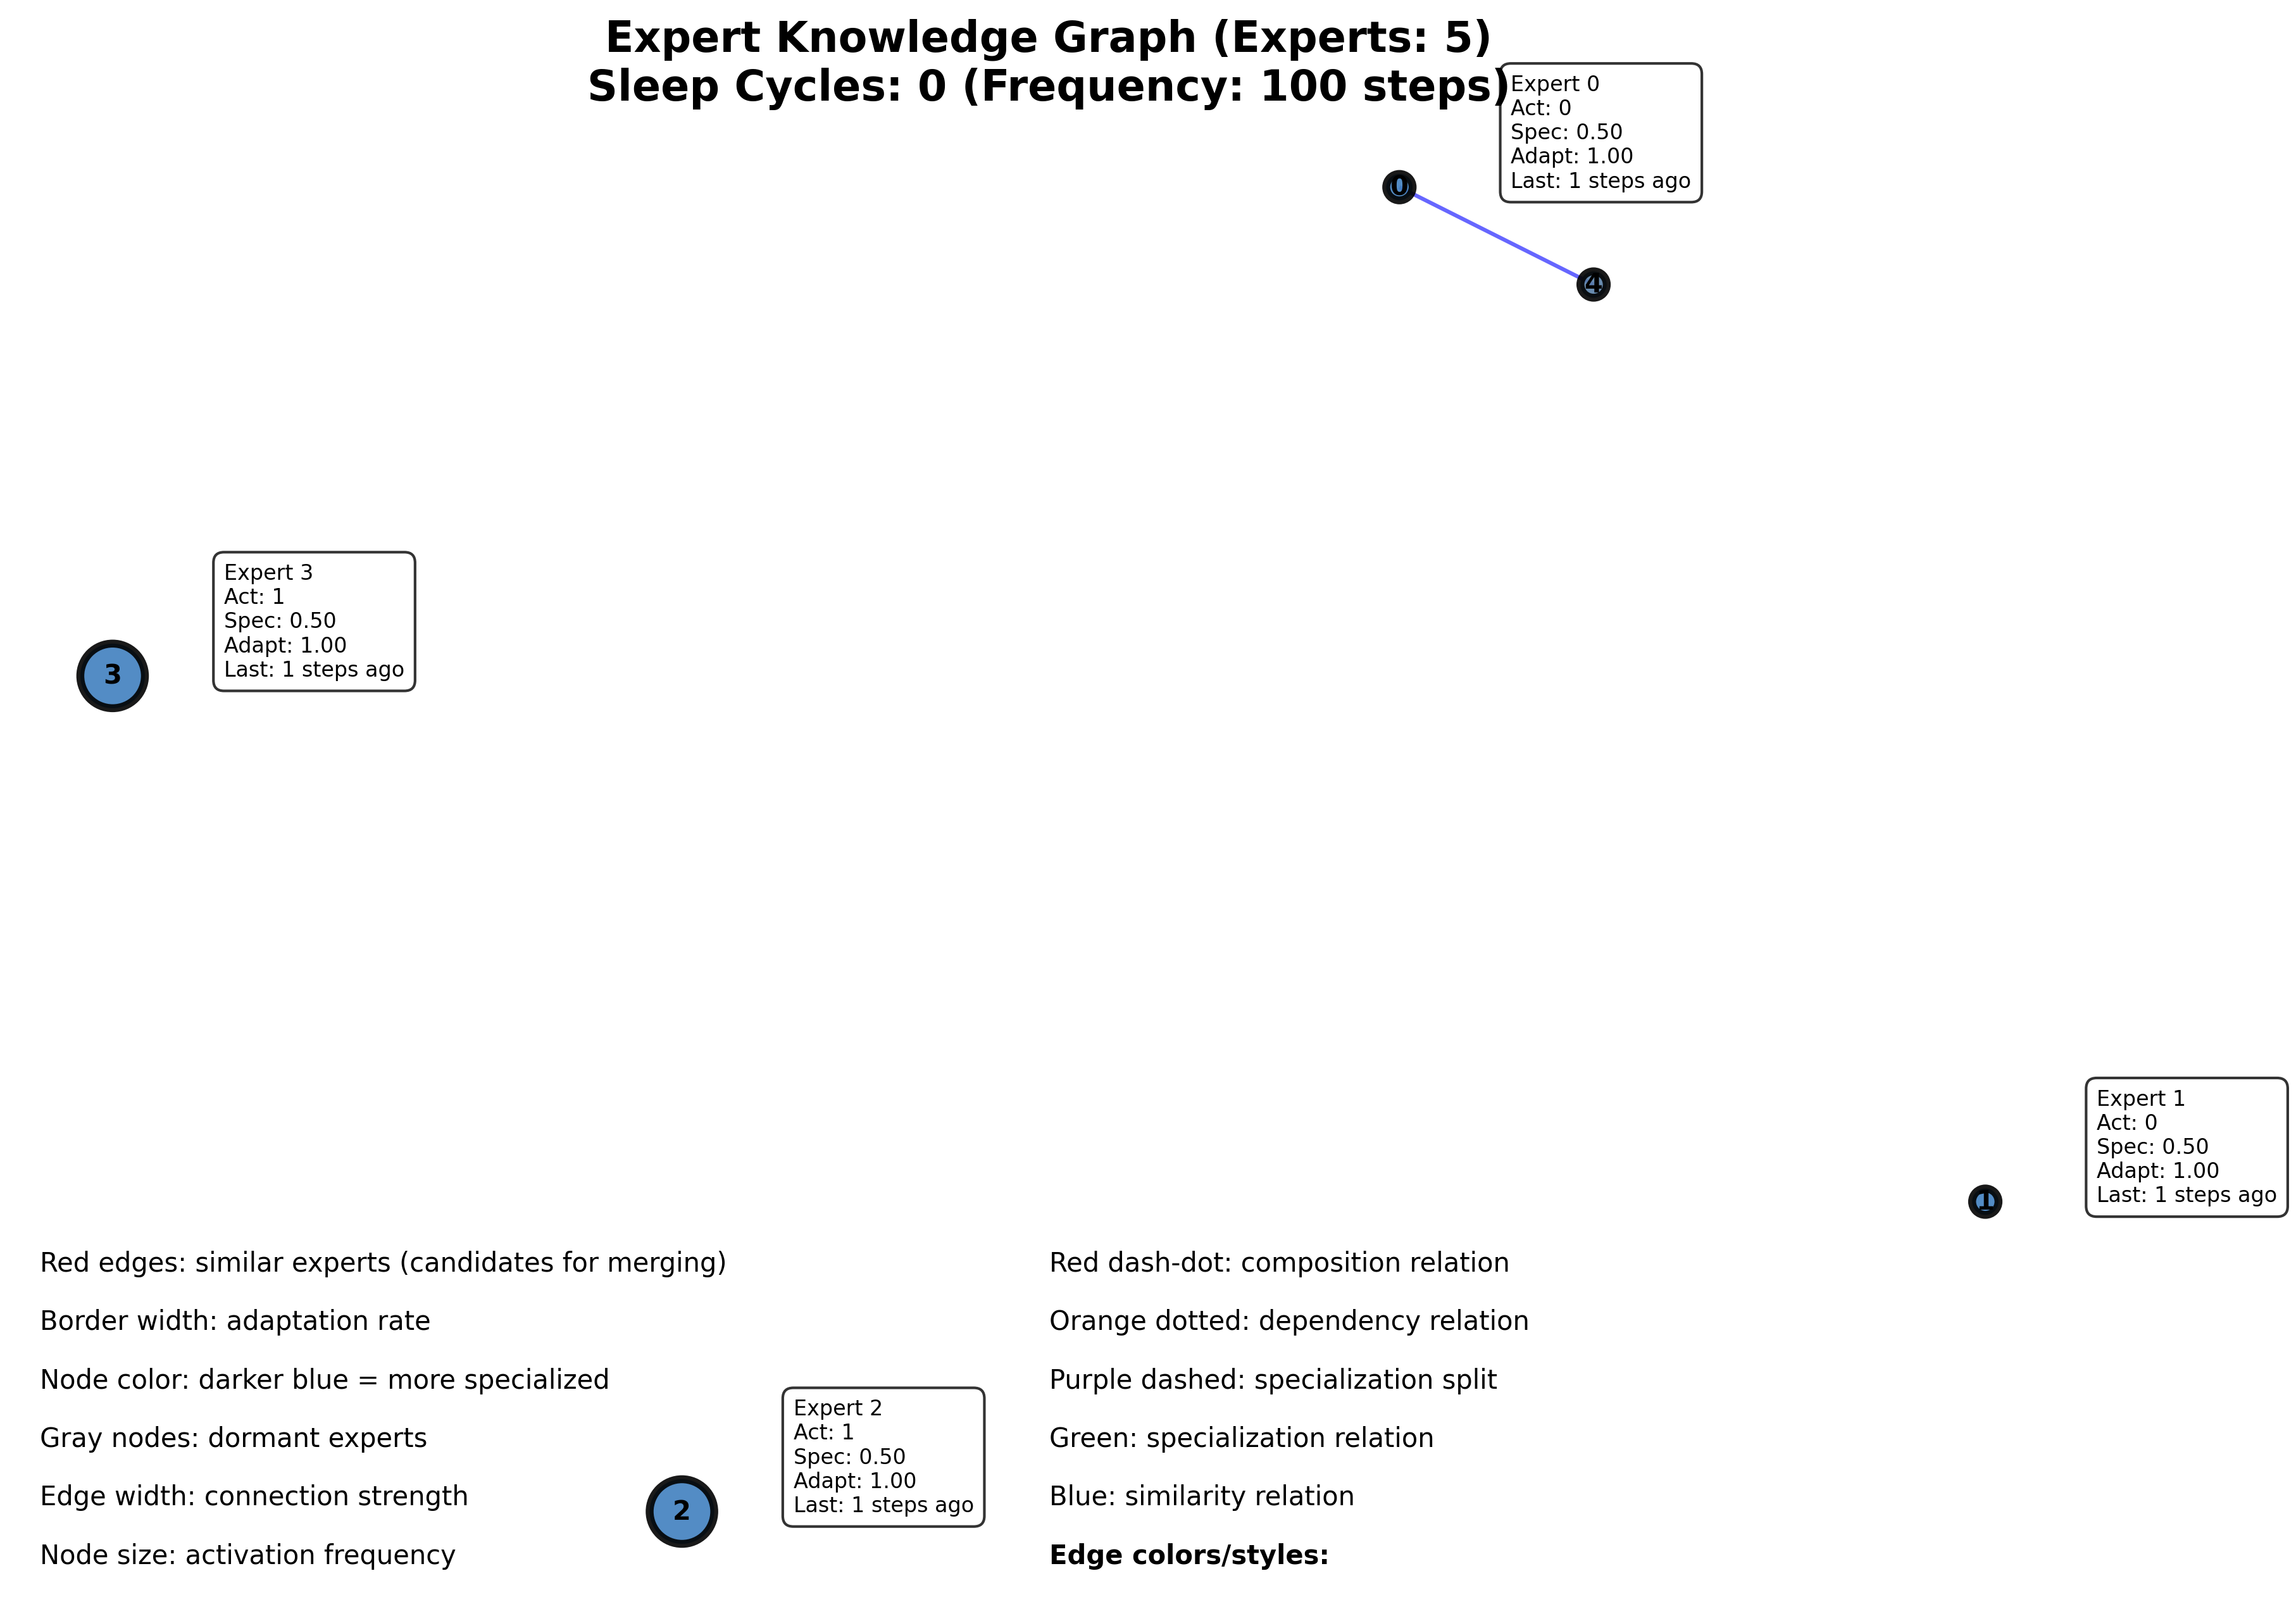 Expert Knowledge Graph (Experts: 5)
Sleep Cycles: 0 (Frequency: 100 steps)
Expert 0
Act: 0
Spec: 0.50
Adapt: 1.00
Last: 1 steps ago
0
4
Expert 3
Act: 1
Spec: 0.50
Adapt: 1.00
Last: 1 steps ago
3
Expert 1
Act: 0
Spec: 0.50
Adapt: 1.00
Last: 1 steps ago
1
Red edges: similar experts (candidates for merging)
Border width: adaptation rate
Node color: darker blue = more specialized
Gray nodes: dormant experts
Edge width: connection strength
Node size: activation frequency
Expert 2
Act: 1
Spec: 0.50
Adapt: 1.00
Last: 1 steps ago
2
Red dash-dot: composition relation
Orange dotted: dependency relation
Purple dashed: specialization split
Green: specialization relation
Blue: similarity relation
Edge colors/styles: